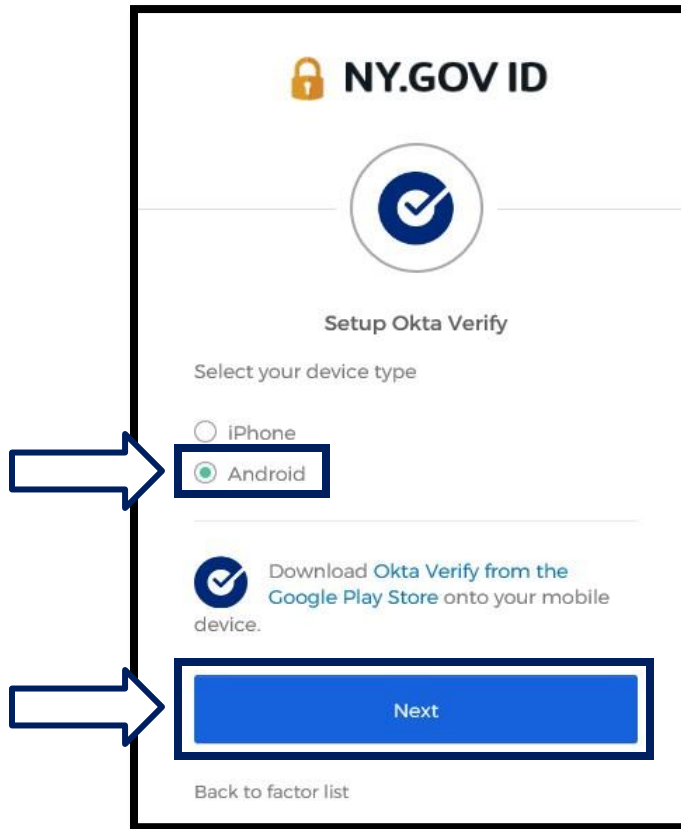 NY.GOV ID
Setup Okta Verify
Select your device type
iPhone
Android
Download Okta Verify from the
Google Play Store onto your mobile
device.
Next
Back to factor list